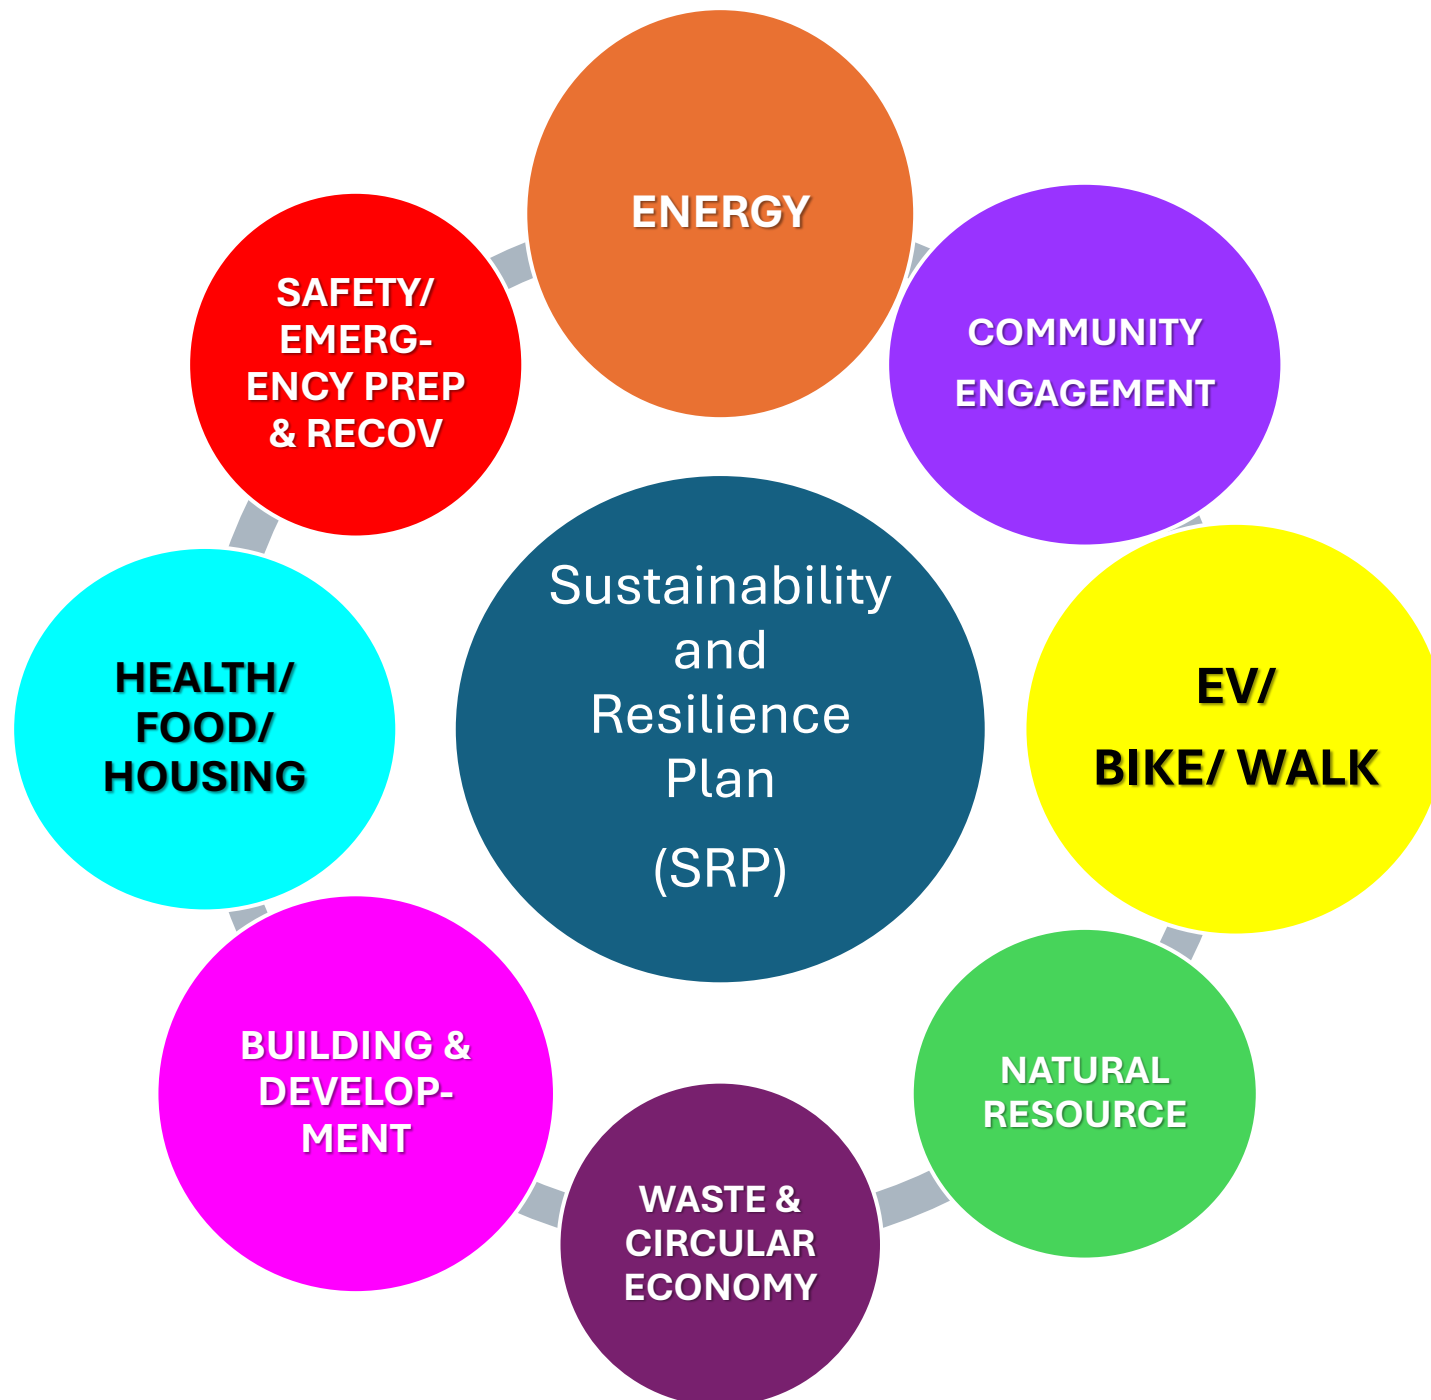 ENERGY
COMMUNITY
ENGAGEMENT
EV/
BIKE/ WALK
NATURAL
RESOURCE
WASTE &
CIRCULAR
ECONOMY
BUILDING &
DEVELOP-
MENT
HEALTH/
FOOD/
HOUSING
SAFETY/
EMERG-
ENCY PREP
& RECOV
Sustainability
and
Resilience
Plan
(SRP)